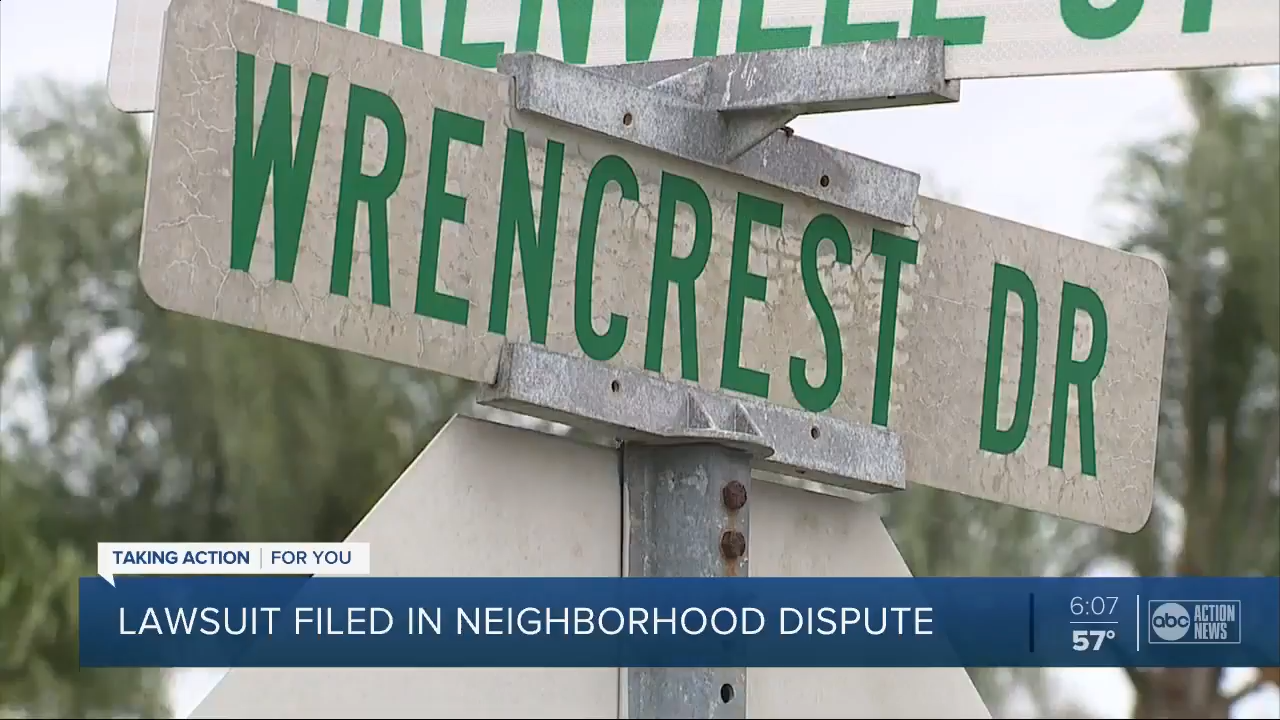 WRENCREST DR
TAKING ACTION | FOR YOU
LAWSUIT FILED IN NEIGHBORHOOD DISPUTE
6:07
57°
abc ACTION NEWS